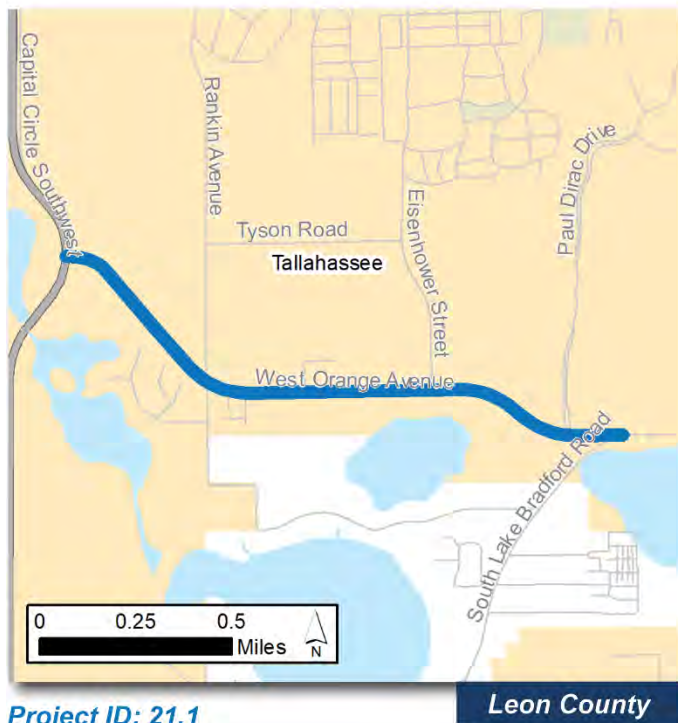 Capital Circle Southwest
Rankin Avenue
Paul Dirac Drive
Eisenhower Street
Tyson Road
Tallahassee
West Orange Avenue
South Lake Bradford Road
0 0.25 0.5
Miles
N
Project ID: 21.1
Leon County